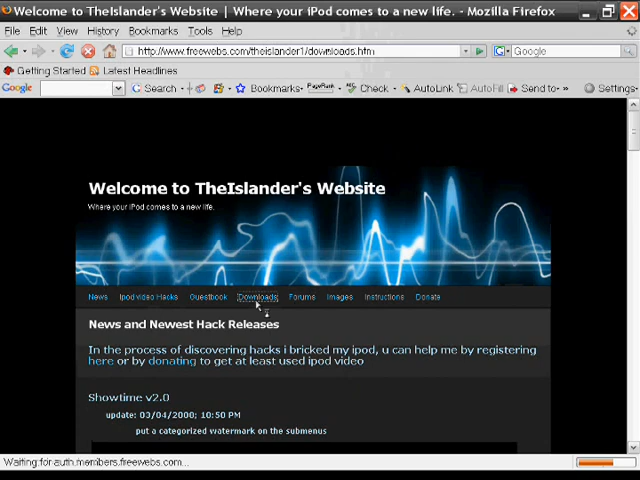 Welcome to TheIslander's Website | Where your iPod comes to a new life. - Mozilla Firefox
File Edit View History Bookmarks Tools Help
http://www.freewebs.com/theislander1/downloads.htm
Google
Getting Started Latest Headlines
Google Search Bookmarks PageRank Check AutoLink AutoFill Send to Settings
Welcome to TheIslander's Website
Where your iPod comes to a new life.
News Ipod video Hacks Guestbook Downloads Forums Images Instructions Donate
News and Newest Hack Releases
In the process of discovering hacks i bricked my ipod, u can help me by registering
here or by donating to get at least used ipod video
Showtime v2.0
update: 03/04/2000; 10:50 PM
put a categorized watermark on the submenus
Waiting for auth.members.freewebs.com...